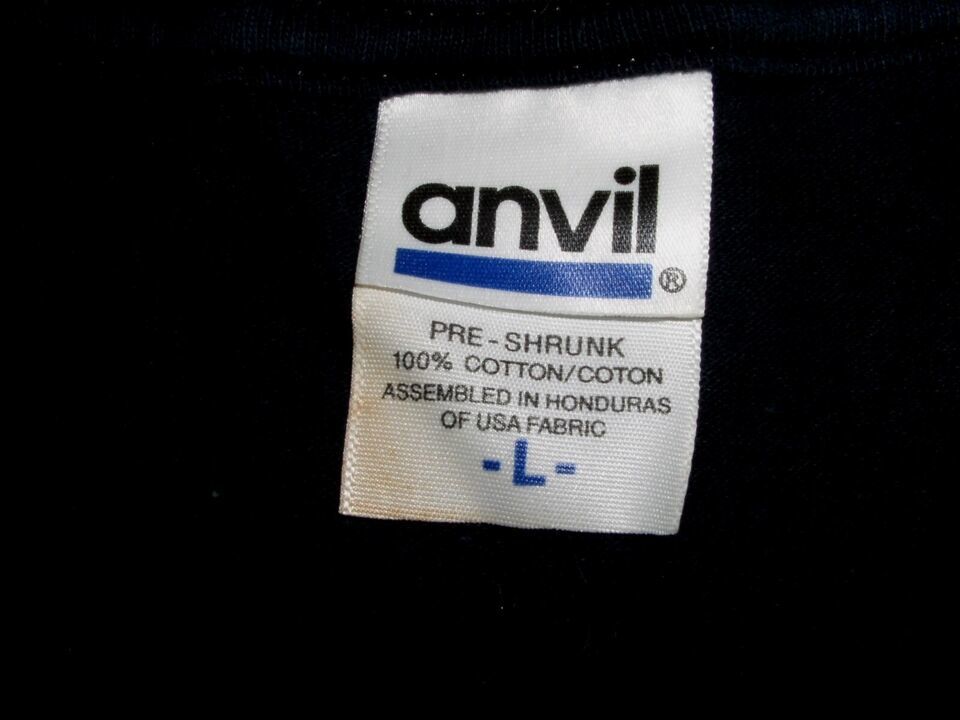 anvil
®
PRE - SHRUNK
100% COTTON/COTON
ASSEMBLED IN HONDURAS
OF USA FABRIC
- L -